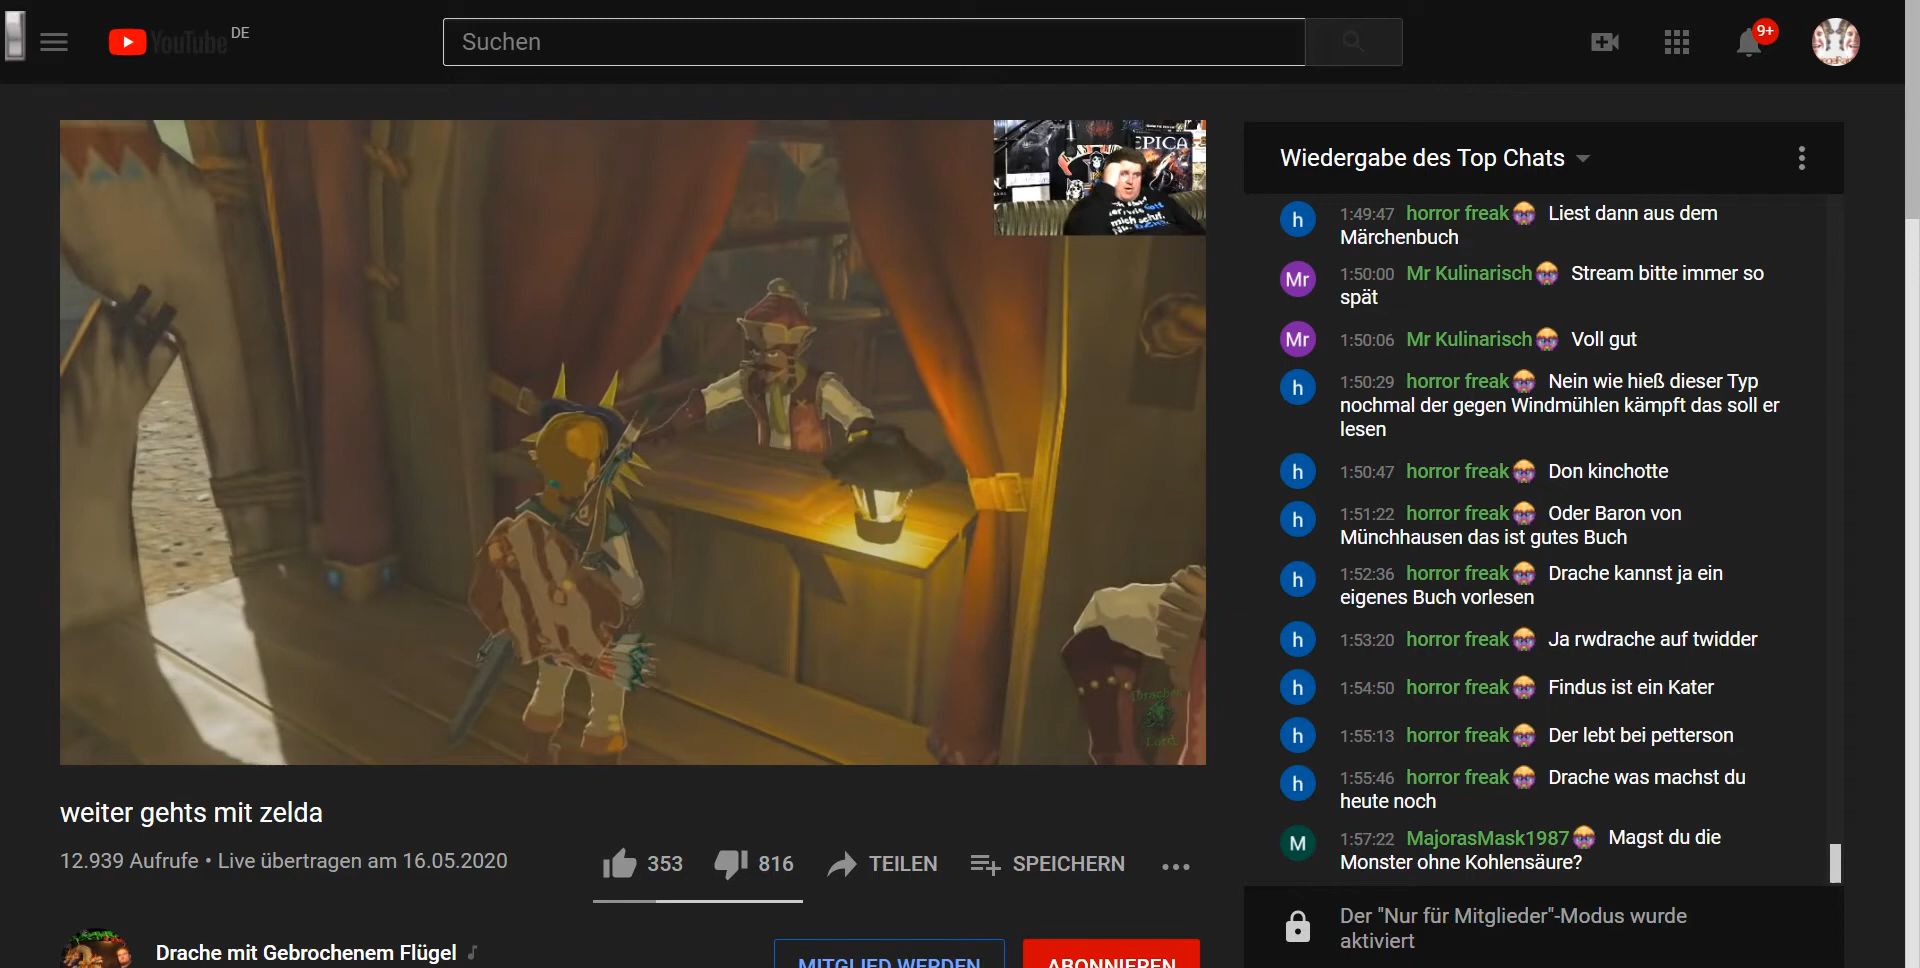 YouTube DE
Suchen
9+
EPICA
Wiedergabe des Top Chats
h 1:49:47 horror freak Liest dann aus dem
Märchenbuch
Mr 1:50:00 Mr Kulinarisch Stream bitte immer so
spät
Mr 1:50:06 Mr Kulinarisch Voll gut
h 1:50:29 horror freak Nein wie hieß dieser Typ
nochmal der gegen Windmühlen kämpft das soll er
lesen
h 1:50:47 horror freak Don kinchotte
h 1:51:22 horror freak Oder Baron von
Münchhausen das ist gutes Buch
h 1:52:36 horror freak Drache kannst ja ein
eigenes Buch vorlesen
h 1:53:20 horror freak Ja rwdrache auf twidder
h 1:54:50 horror freak Findus ist ein Kater
h 1:55:13 horror freak Der lebt bei petterson
h 1:55:46 horror freak Drache was machst du
heute noch
M 1:57:22 MajorasMask1987 Magst du die
Monster ohne Kohlensäure?
Der "Nur für Mitglieder"-Modus wurde
aktiviert
Drachen
Lord
weiter gehts mit zelda
12.939 Aufrufe • Live übertragen am 16.05.2020
353 816 TEILEN SPEICHERN
Drache mit Gebrochenem Flügel
MITGLIED WERDEN ABONNIEREN